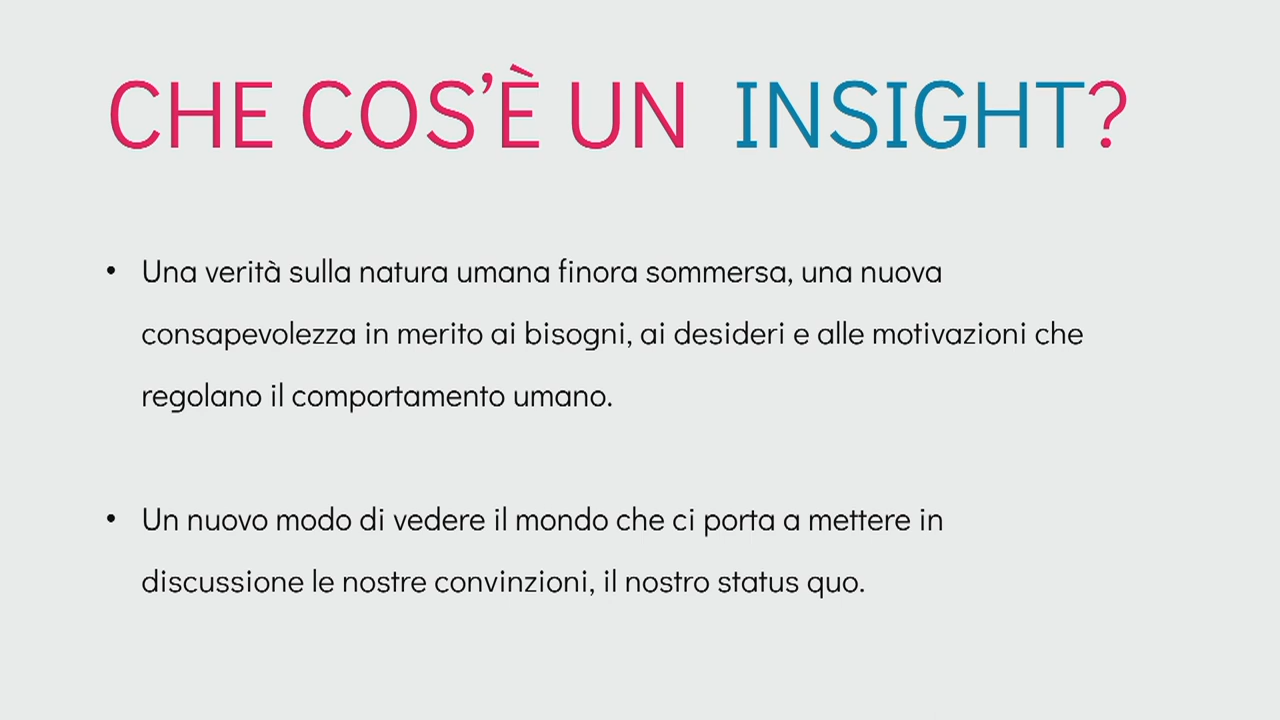 CHE COS’È UN INSIGHT?
• Una verità sulla natura umana finora sommersa, una nuova
consapevolezza in merito ai bisogni, ai desideri e alle motivazioni che
regolano il comportamento umano.
• Un nuovo modo di vedere il mondo che ci porta a mettere in
discussione le nostre convinzioni, il nostro status quo.